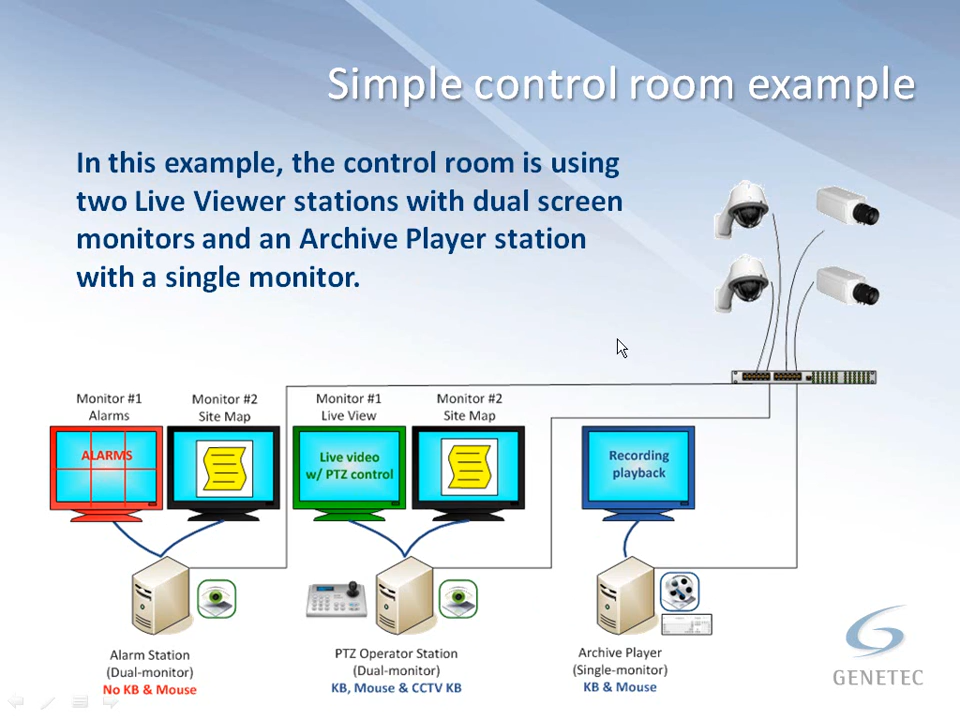 Simple control room example
In this example, the control room is using
two Live Viewer stations with dual screen
monitors and an Archive Player station
with a single monitor.
Monitor #1
Alarms
Monitor #2
Site Map
Monitor #1
Live View
Monitor #2
Site Map
ALARMS
Live video
w/ PTZ control
Recording
playback
Alarm Station
(Dual-monitor)
No KB & Mouse
PTZ Operator Station
(Dual-monitor)
KB, Mouse & CCTV KB
Archive Player
(Single-monitor)
KB & Mouse
GENETEC